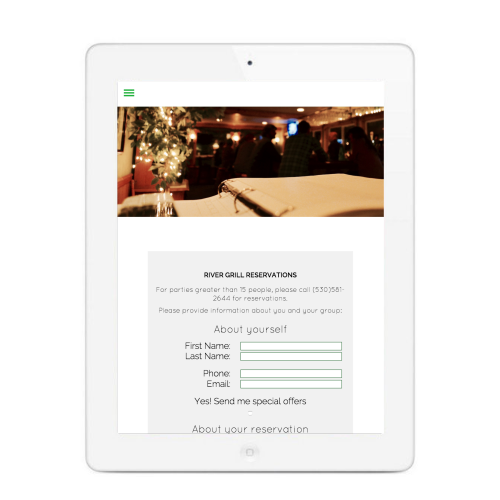 RIVER GRILL RESERVATIONS
For parties greater than 15 people, please call (530)581-
2644 for reservations.
Please provide information about you and your group:
About yourself
First Name:
Last Name:
Phone:
Email:
Yes! Send me special offers
About your reservation